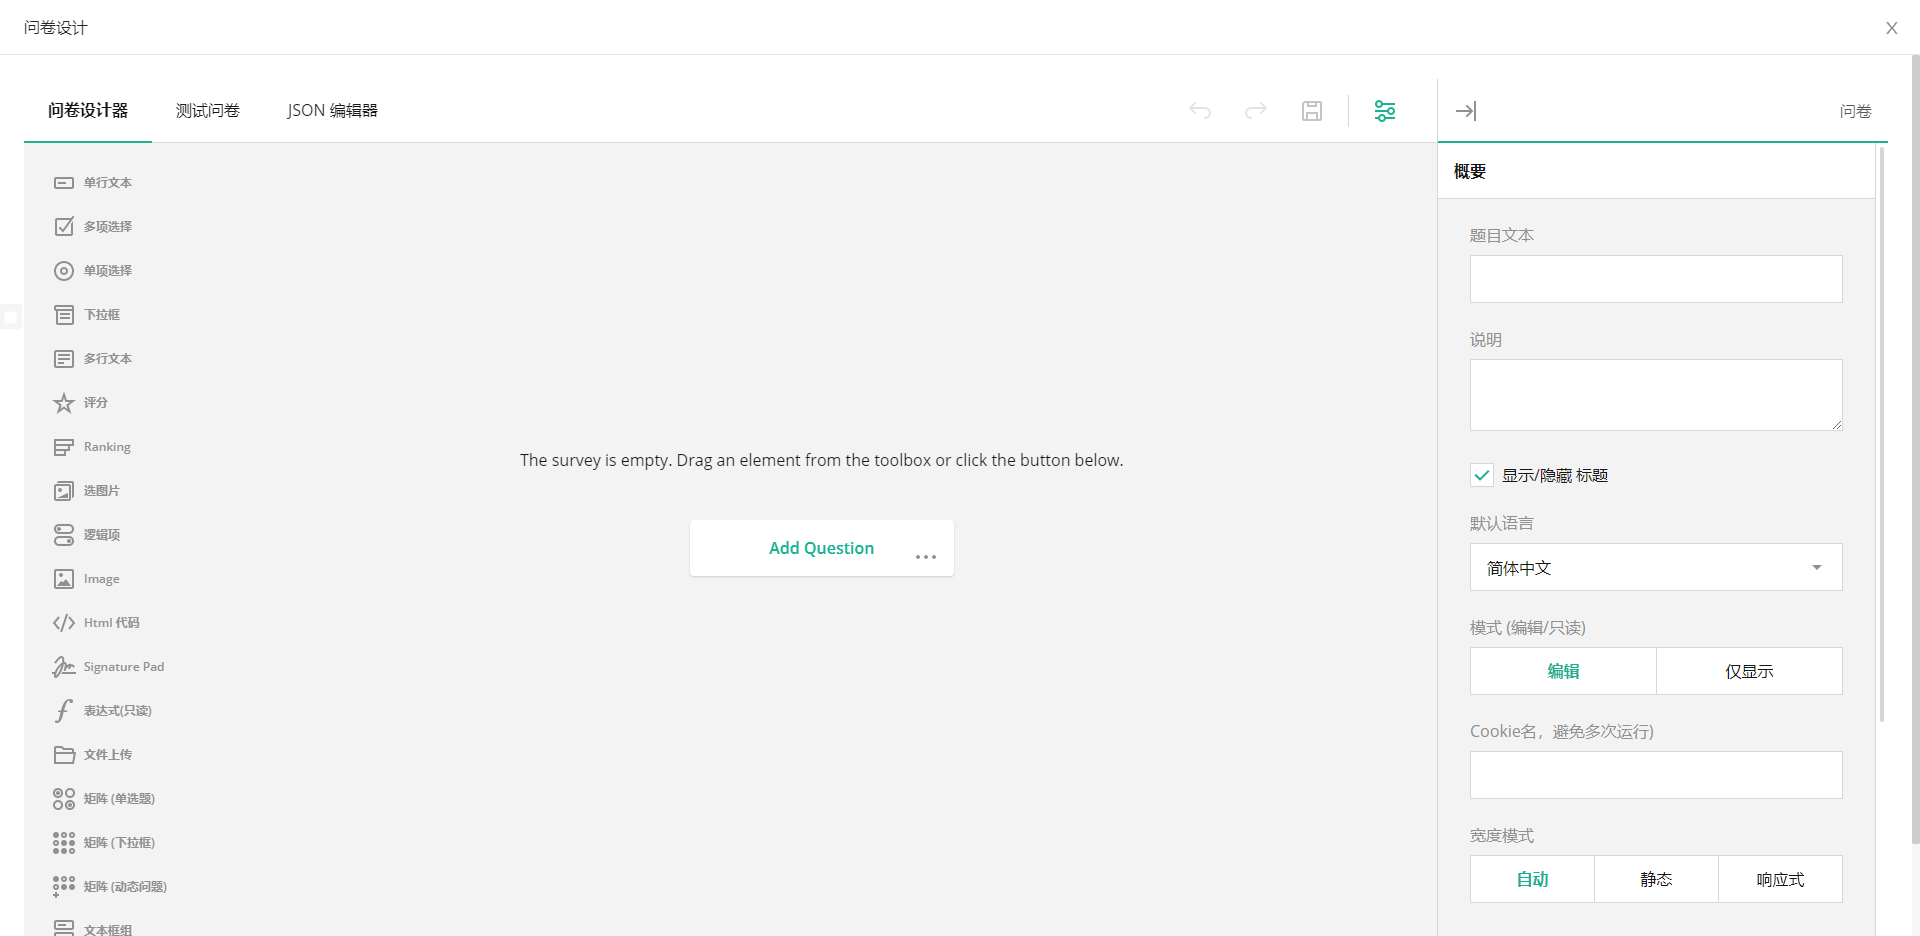 问卷设计
X
问卷设计器
测试问卷
JSON 编辑器
问卷
单行文本
多项选择
单项选择
下拉框
多行文本
评分
Ranking
选图片
逻辑项
Image
Html 代码
Signature Pad
表达式(只读)
文件上传
矩阵 (单选题)
矩阵 (下拉框)
矩阵 (动态问题)
文本框组
The survey is empty. Drag an element from the toolbox or click the button below.
Add Question
...
概要
题目文本
说明
显示/隐藏 标题
默认语言
简体中文
模式 (编辑/只读)
编辑
仅显示
Cookie名，避免多次运行)
宽度模式
自动
静态
响应式